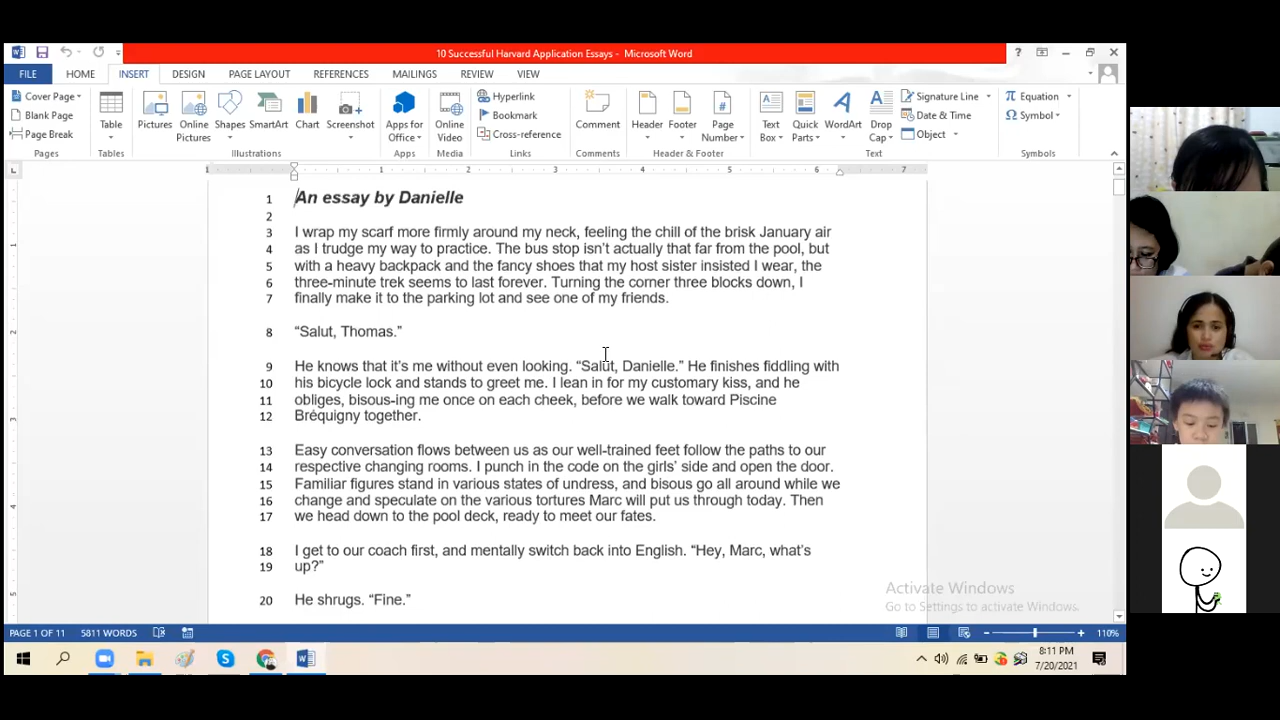 10 Successful Harvard Application Essays - Microsoft Word
FILE HOME INSERT DESIGN PAGE LAYOUT REFERENCES MAILINGS REVIEW VIEW
Cover Page
Blank Page
Page Break
Pages
Table
Tables
Pictures
Online Pictures
Shapes
SmartArt
Chart
Screenshot
Illustrations
Apps for Office
Apps
Online Video
Media
Hyperlink
Bookmark
Cross-reference
Links
Comment
Comments
Header
Footer
Page Number
Header & Footer
Text Box
Quick Parts
WordArt
Drop Cap
Signature Line
Date & Time
Object
Text
Equation
Symbol
Symbols
1 1 2 3 4 5 6 7
1 An essay by Danielle
2
3 I wrap my scarf more firmly around my neck, feeling the chill of the brisk January air
4 as I trudge my way to practice. The bus stop isn’t actually that far from the pool, but
5 with a heavy backpack and the fancy shoes that my host sister insisted I wear, the
6 three-minute trek seems to last forever. Turning the corner three blocks down, I
7 finally make it to the parking lot and see one of my friends.
8 “Salut, Thomas.”
9 He knows that it’s me without even looking. “Salut, Danielle.” He finishes fiddling with
10 his bicycle lock and stands to greet me. I lean in for my customary kiss, and he
11 obliges, bisous-ing me once on each cheek, before we walk toward Piscine
12 Bréquigny together.
13 Easy conversation flows between us as our well-trained feet follow the paths to our
14 respective changing rooms. I punch in the code on the girls’ side and open the door.
15 Familiar figures stand in various states of undress, and bisous go all around while we
16 change and speculate on the various tortures Marc will put us through today. Then
17 we head down to the pool deck, ready to meet our fates.
18 I get to our coach first, and mentally switch back into English. “Hey, Marc, what’s
19 up?”
20 He shrugs. “Fine.”
1
2
3
4
5
Activate Windows
Go to Settings to activate Windows.
PAGE 1 OF 11 5811 WORDS 110%
8:11 PM
7/20/2021